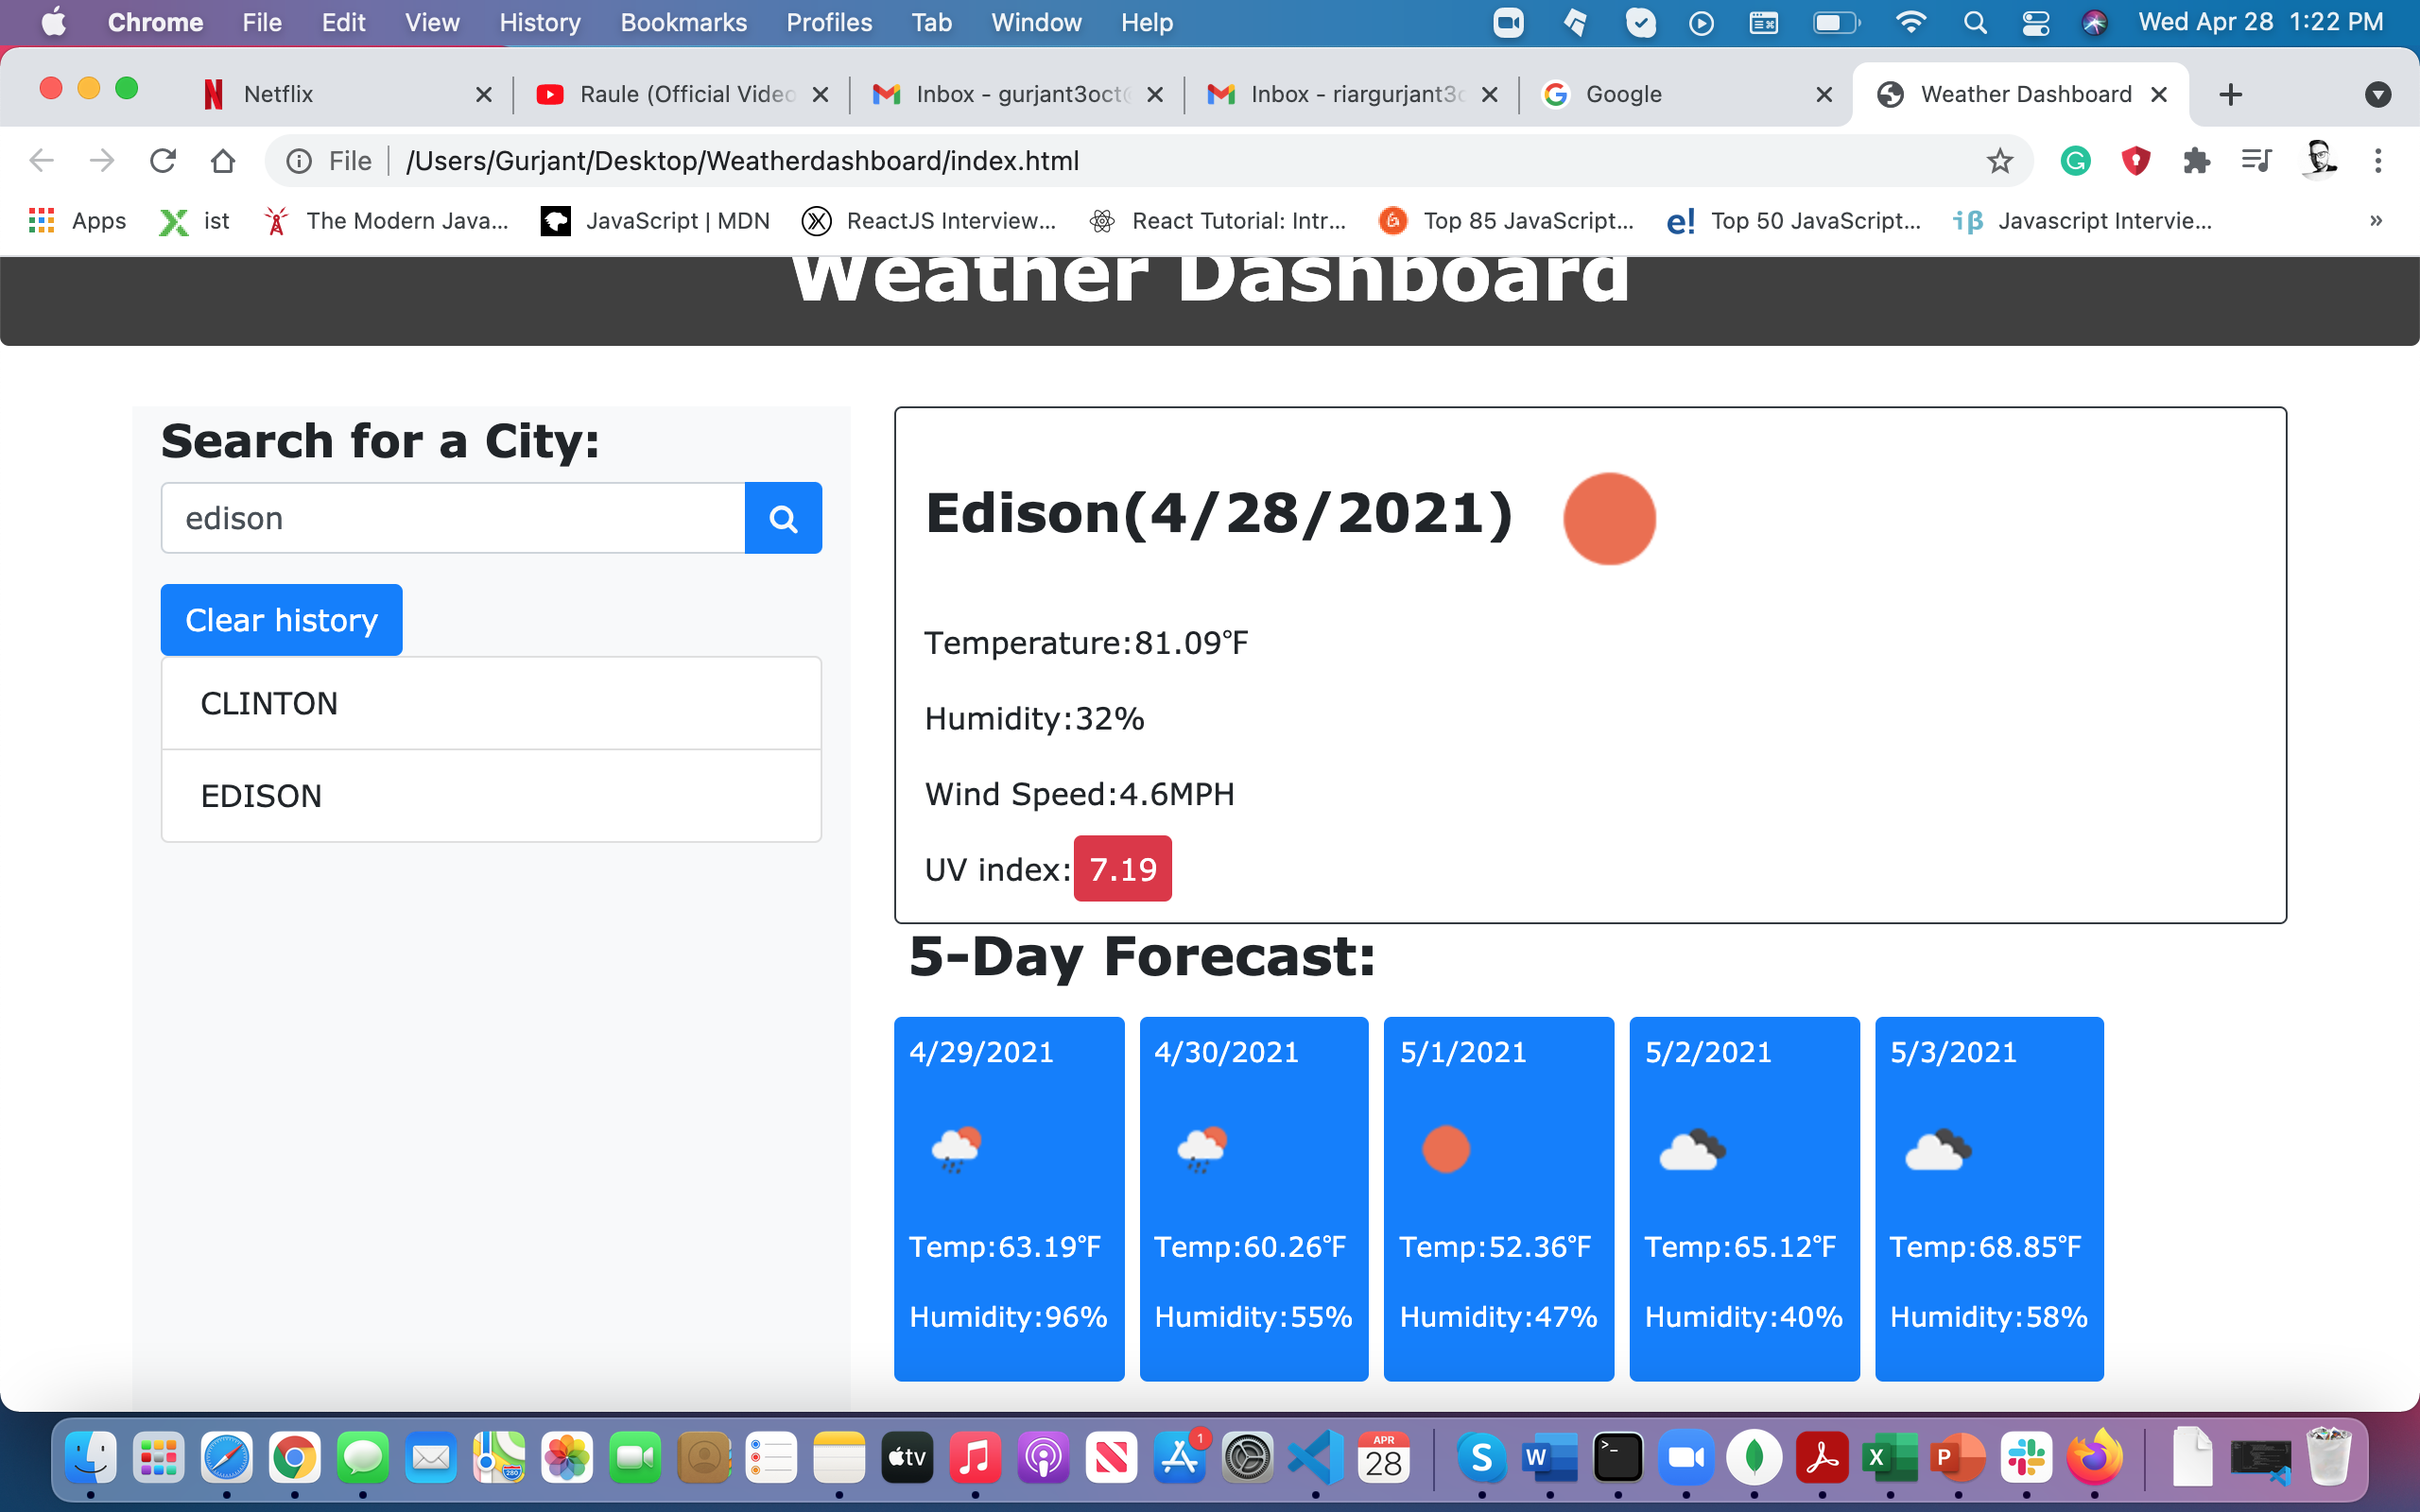 Chrome File Edit View History Bookmarks Profiles Tab Window Help Wed Apr 28 1:22 PM
Netflix Raule (Official Video Inbox - gurjant3oct Inbox - riargurjant3 Google Weather Dashboard
File /Users/Gurjant/Desktop/Weatherdashboard/index.html
Apps ist The Modern Java... JavaScript | MDN ReactJS Interview... React Tutorial: Intr... Top 85 JavaScript... e! Top 50 JavaScript... iβ Javascript Intervie... »
Weather Dashboard
Search for a City:
edison
Clear history
CLINTON
EDISON
Edison(4/28/2021)
Temperature:81.09°F
Humidity:32%
Wind Speed:4.6MPH
UV index: 7.19
5-Day Forecast:
4/29/2021
Temp:63.19°F
Humidity:96%
4/30/2021
Temp:60.26°F
Humidity:55%
5/1/2021
Temp:52.36°F
Humidity:47%
5/2/2021
Temp:65.12°F
Humidity:40%
5/3/2021
Temp:68.85°F
Humidity:58%
280 tv 1 APR 28 S W X P